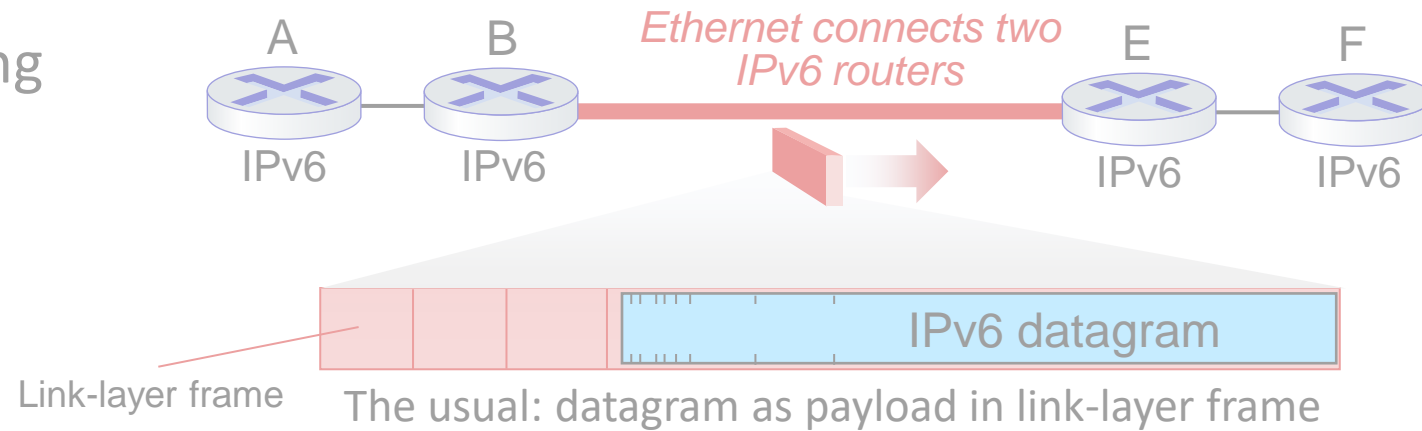 ng
A
B
Ethernet connects two
IPv6 routers
E
F
IPv6
IPv6
IPv6
IPv6
IPv6 datagram
Link-layer frame
The usual: datagram as payload in link-layer frame